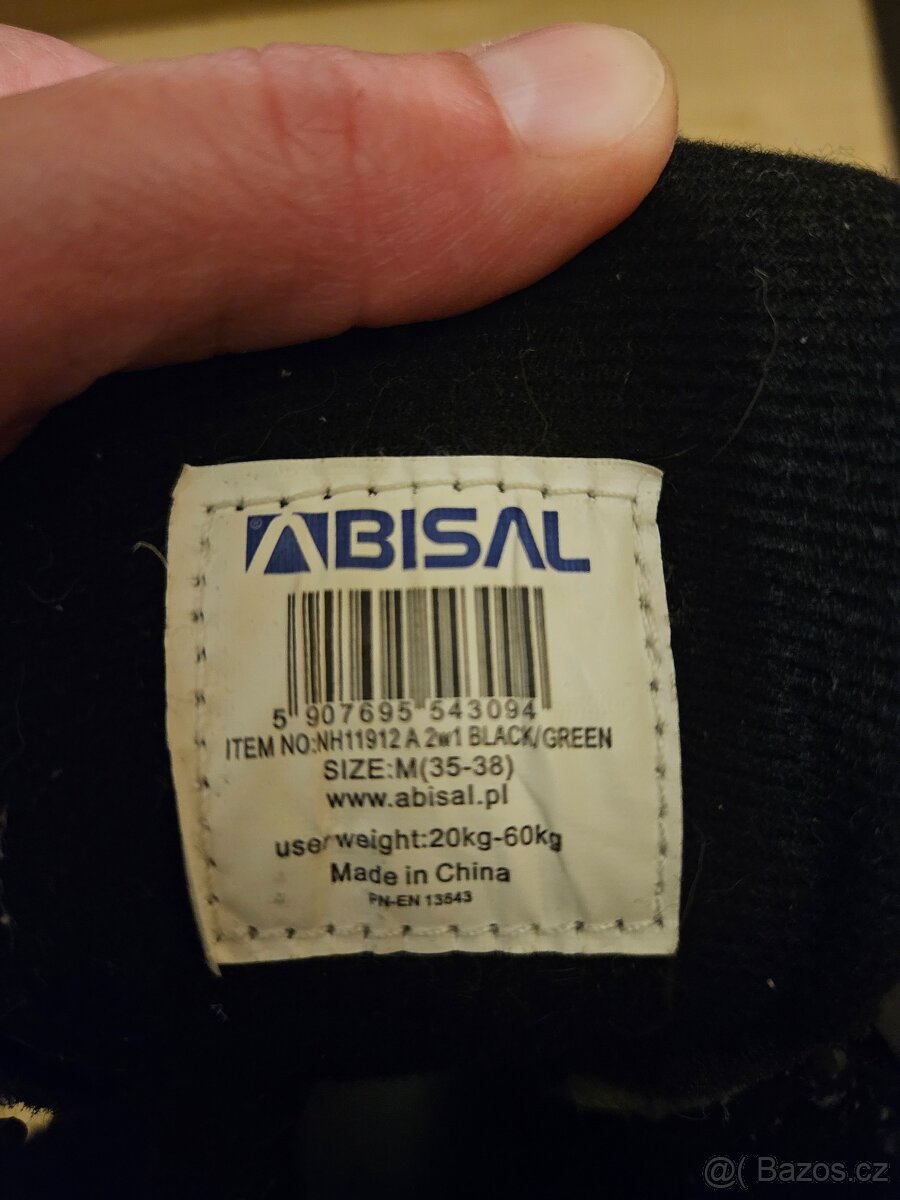 ® ABISAL
5 907695 543094
ITEM NO:NH11912 A 2w1 BLACK/GREEN
SIZE:M(35-38)
www.abisal.pl
user weight:20kg-60kg
Made in China
PN-EN 13543
@( Bazos.cz